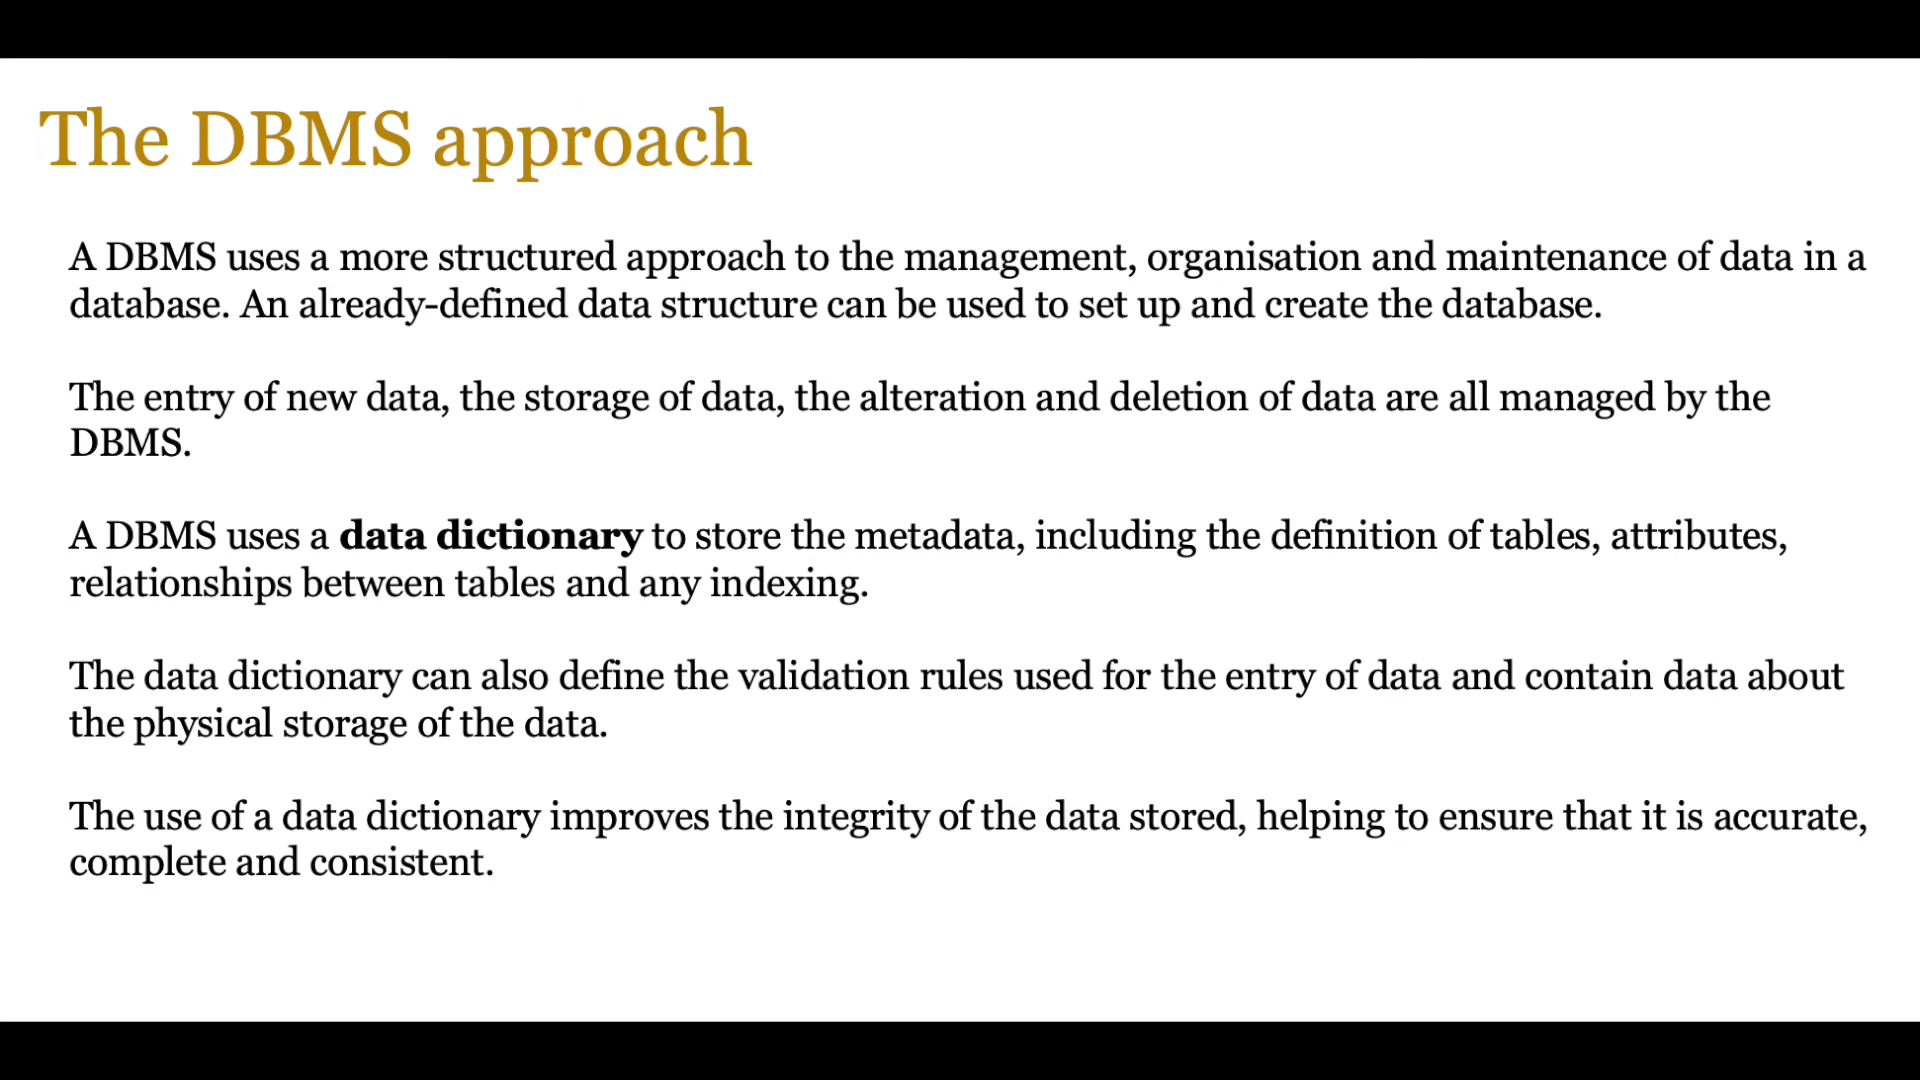 The DBMS approach
A DBMS uses a more structured approach to the management, organisation and maintenance of data in a
database. An already-defined data structure can be used to set up and create the database.
The entry of new data, the storage of data, the alteration and deletion of data are all managed by the
DBMS.
A DBMS uses a data dictionary to store the metadata, including the definition of tables, attributes,
relationships between tables and any indexing.
The data dictionary can also define the validation rules used for the entry of data and contain data about
the physical storage of the data.
The use of a data dictionary improves the integrity of the data stored, helping to ensure that it is accurate,
complete and consistent.